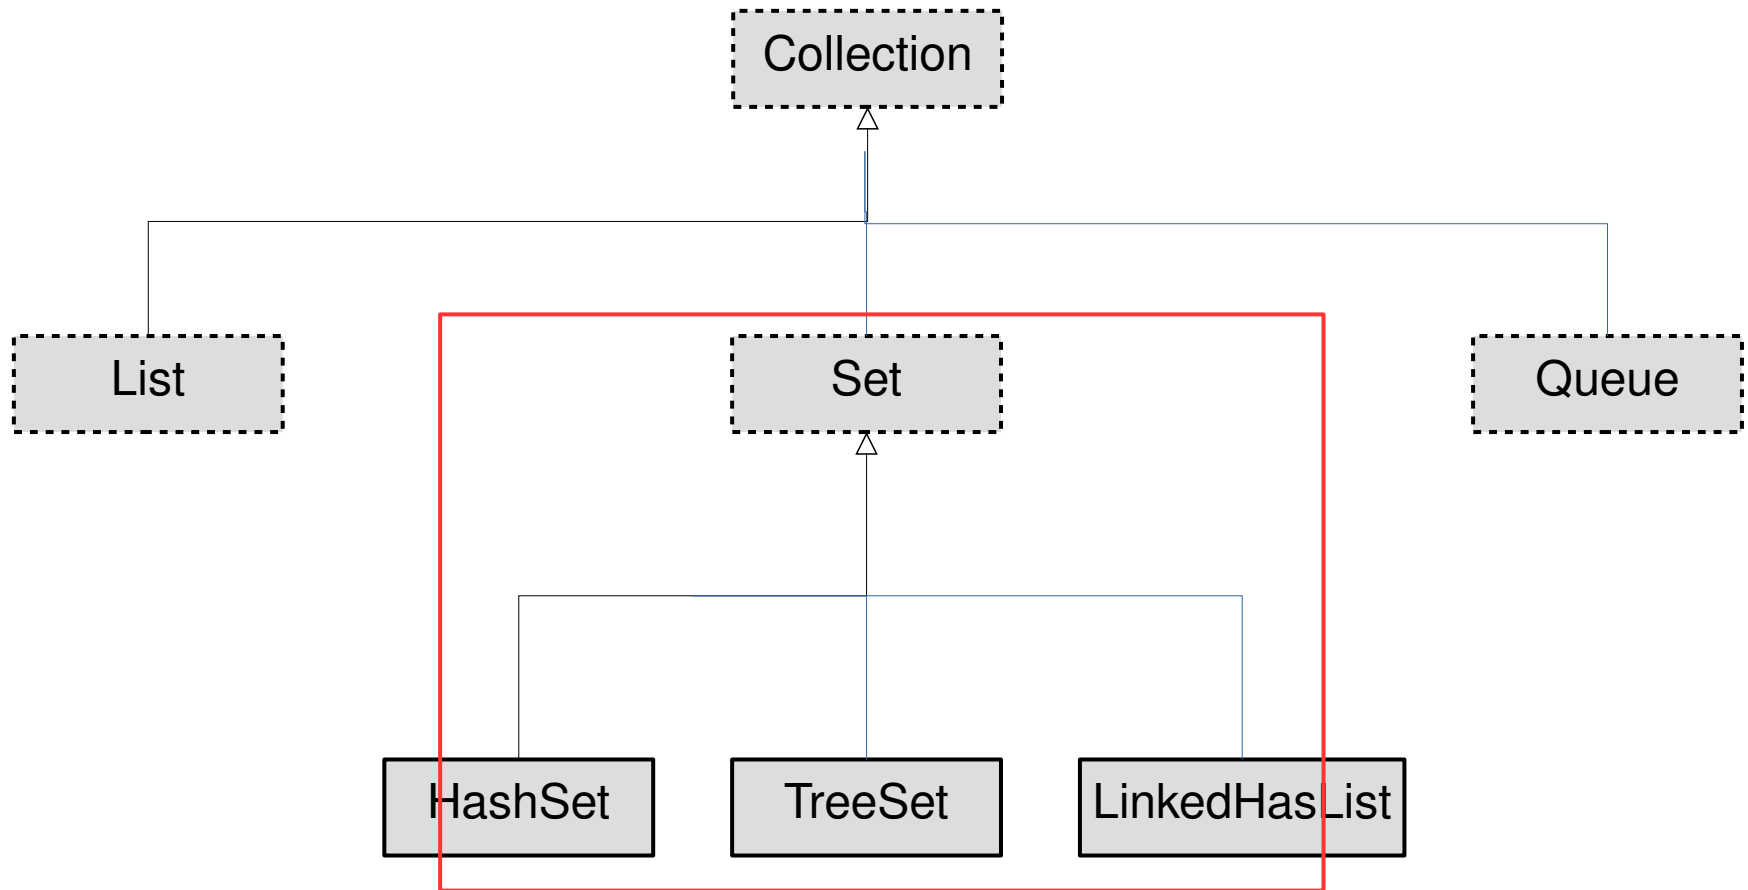 Collection
List
Set
Queue
HashSet
TreeSet
LinkedHasList